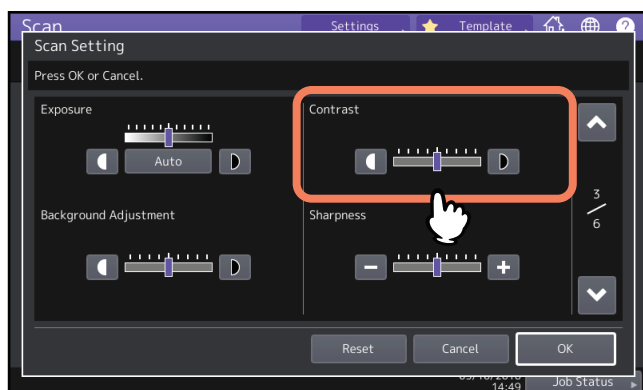 Scan Settings Template ?
Scan Setting
Press OK or Cancel.
Exposure
Contrast
Auto
3
6
Background Adjustment
Sharpness
Reset Cancel OK
14:49 Job Status